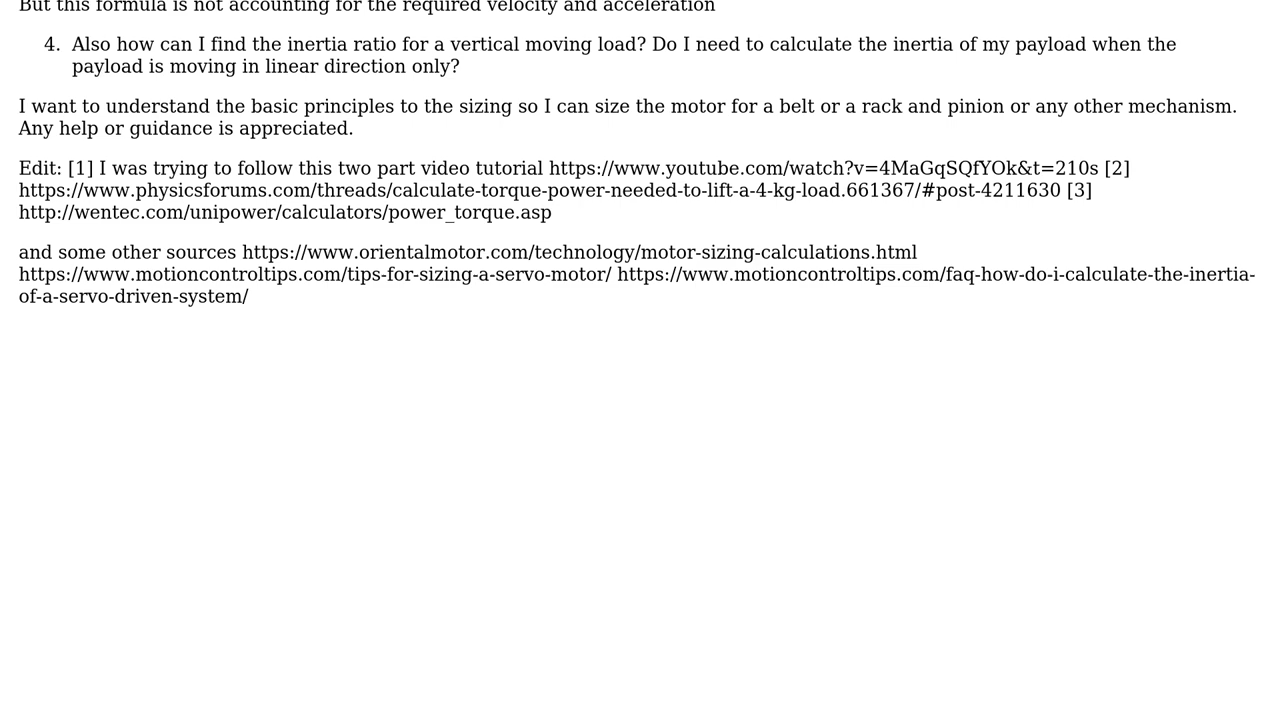 But this formula is not accounting for the required velocity and acceleration
4. Also how can I find the inertia ratio for a vertical moving load? Do I need to calculate the inertia of my payload when the
payload is moving in linear direction only?
I want to understand the basic principles to the sizing so I can size the motor for a belt or a rack and pinion or any other mechanism.
Any help or guidance is appreciated.
Edit: [1] I was trying to follow this two part video tutorial https://www.youtube.com/watch?v=4MaGqSQfYOk&t=210s [2]
https://www.physicsforums.com/threads/calculate-torque-power-needed-to-lift-a-4-kg-load.661367/#post-4211630 [3]
http://wentec.com/unipower/calculators/power_torque.asp
and some other sources https://www.orientalmotor.com/technology/motor-sizing-calculations.html
https://www.motioncontroltips.com/tips-for-sizing-a-servo-motor/ https://www.motioncontroltips.com/faq-how-do-i-calculate-the-inertia-
of-a-servo-driven-system/